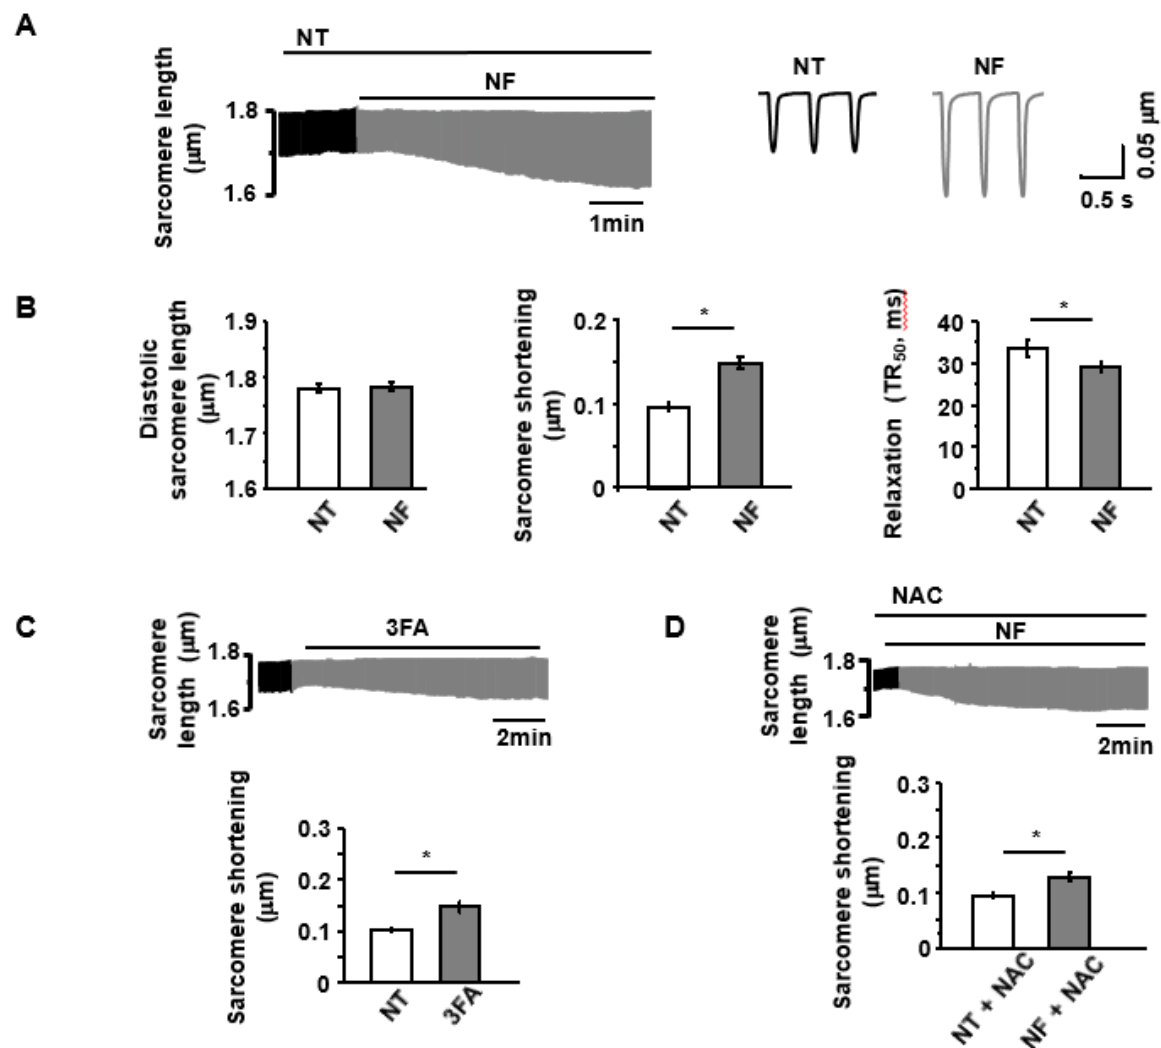 A
NT
NF
Sarcomere length
(µm)
1.8
1.6
1min
NT
NF
0.05 µm
0.5 s
B
Diastolic
sarcomere length
(µm)
1.9
1.8
1.7
1.6
NT
NF
Sarcomere shortening
(µm)
0.2
0.1
0
*
NT
NF
Relaxation (TR50, ms)
40
30
20
10
0
*
NT
NF
C
3FA
Sarcomere
length (µm)
1.8
1.6
2min
Sarcomere shortening
(µm)
0.3
0.2
0.1
0
*
NT
3FA
D
NAC
NF
Sarcomere
length (µm)
1.8
1.6
2min
Sarcomere shortening
(µm)
0.3
0.2
0.1
0
*
NT + NAC
NF + NAC